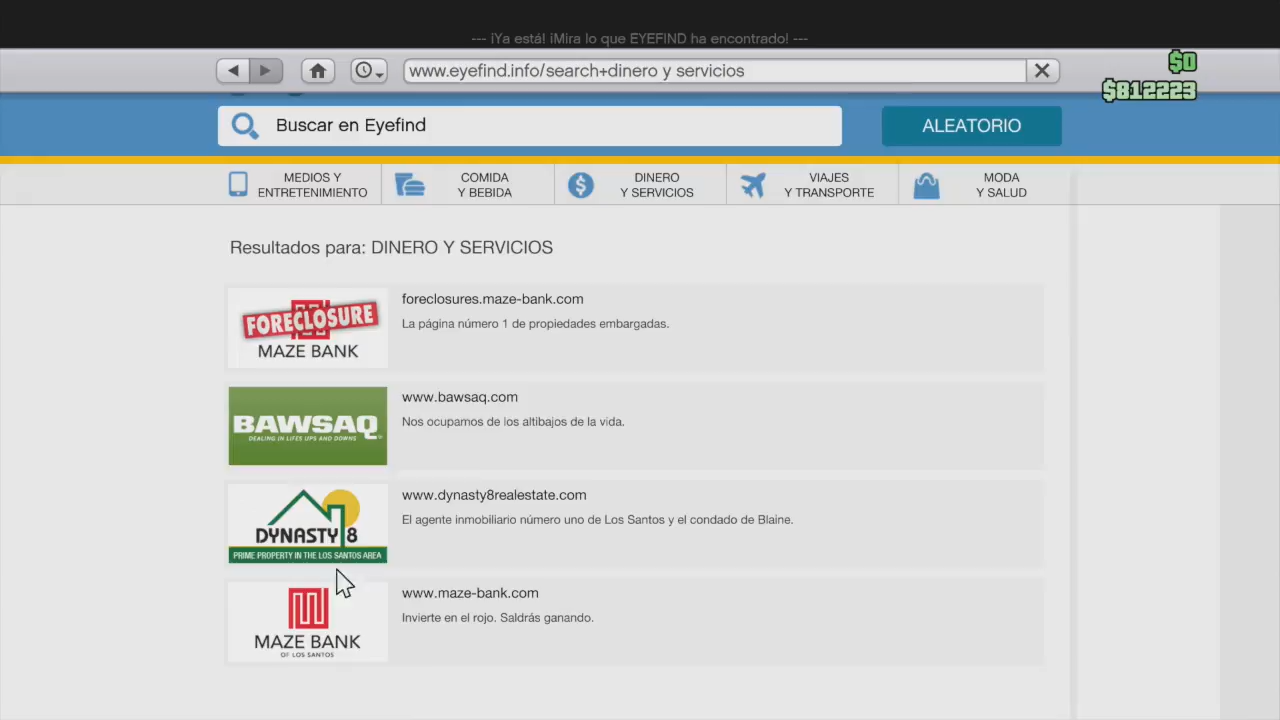 --- ¡Ya está! ¡Mira lo que EYEFIND ha encontrado! ---
www.eyefind.info/search+dinero y servicios
$0
$812223
Buscar en Eyefind
ALEATORIO
MEDIOS Y
ENTRETENIMIENTO
COMIDA
Y BEBIDA
DINERO
Y SERVICIOS
VIAJES
Y TRANSPORTE
MODA
Y SALUD
Resultados para: DINERO Y SERVICIOS
FORECLOSURE
MAZE BANK
foreclosures.maze-bank.com
La página número 1 de propiedades embargadas.
BAWSAQ
DEALING IN LIFES UPS AND DOWNS
www.bawsaq.com
Nos ocupamos de los altibajos de la vida.
DYNASTY 8
PRIME PROPERTY IN THE LOS SANTOS AREA
www.dynasty8realestate.com
El agente inmobiliario número uno de Los Santos y el condado de Blaine.
MAZE BANK
OF LOS SANTOS
www.maze-bank.com
Invierte en el rojo. Saldrás ganando.